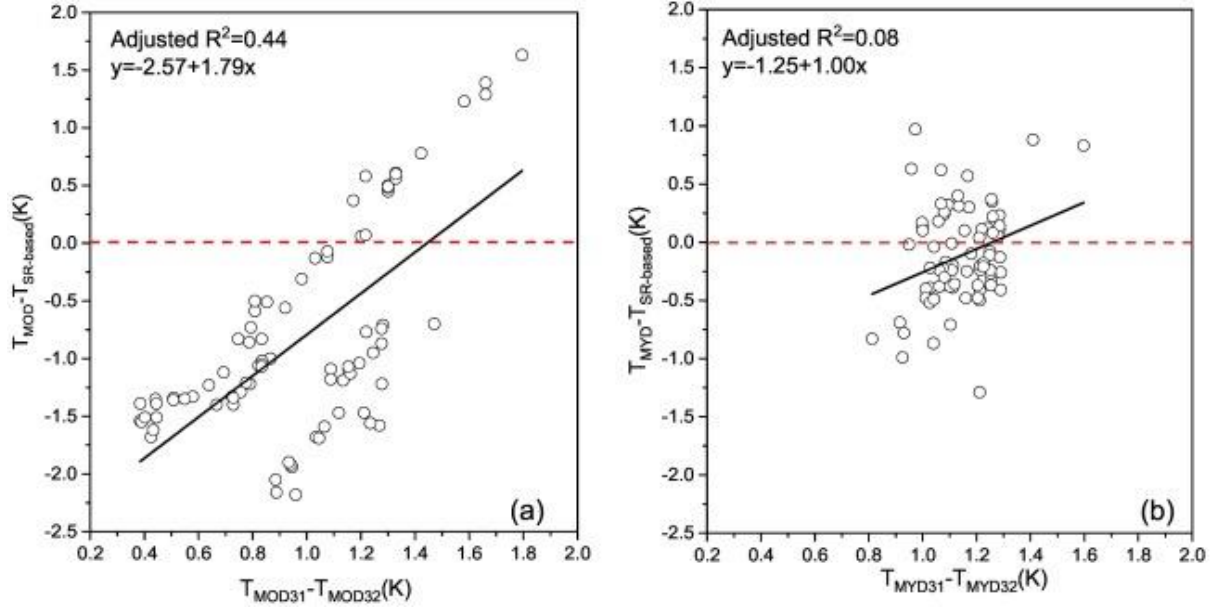 Adjusted R²=0.44
y=-2.57+1.79x
2.0
1.5
1.0
0.5
0.0
-0.5
-1.0
-1.5
-2.0
-2.5
T_MOD-T_SR-based(K)
(a)
0.2 0.4 0.6 0.8 1.0 1.2 1.4 1.6 1.8 2.0
T_MOD31-T_MOD32(K)
Adjusted R²=0.08
y=-1.25+1.00x
2.0
1.5
1.0
0.5
0.0
-0.5
-1.0
-1.5
-2.0
-2.5
T_MYD-T_SR-based(K)
(b)
0.2 0.4 0.6 0.8 1.0 1.2 1.4 1.6 1.8 2.0
T_MYD31-T_MYD32(K)